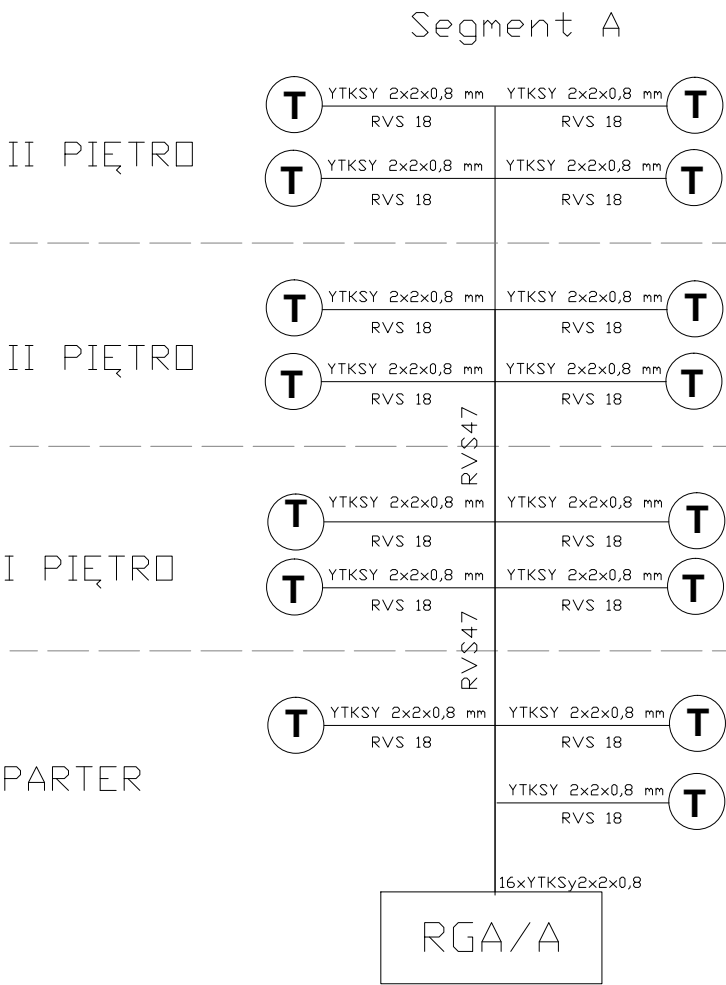 Segment A
T YTKSY 2x2x0,8 mm YTKSY 2x2x0,8 mm T
RVS 18 RVS 18
II PIĘTRO
T YTKSY 2x2x0,8 mm YTKSY 2x2x0,8 mm T
RVS 18 RVS 18
T YTKSY 2x2x0,8 mm YTKSY 2x2x0,8 mm T
RVS 18 RVS 18
II PIĘTRO
T YTKSY 2x2x0,8 mm YTKSY 2x2x0,8 mm T
RVS 18 RVS 18
RVS47
T YTKSY 2x2x0,8 mm YTKSY 2x2x0,8 mm T
RVS 18 RVS 18
I PIĘTRO
T YTKSY 2x2x0,8 mm YTKSY 2x2x0,8 mm T
RVS 18 RVS 18
RVS47
T YTKSY 2x2x0,8 mm YTKSY 2x2x0,8 mm T
RVS 18 RVS 18
PARTER
YTKSY 2x2x0,8 mm T
RVS 18
16xYTKSy2x2x0,8
RGA/A